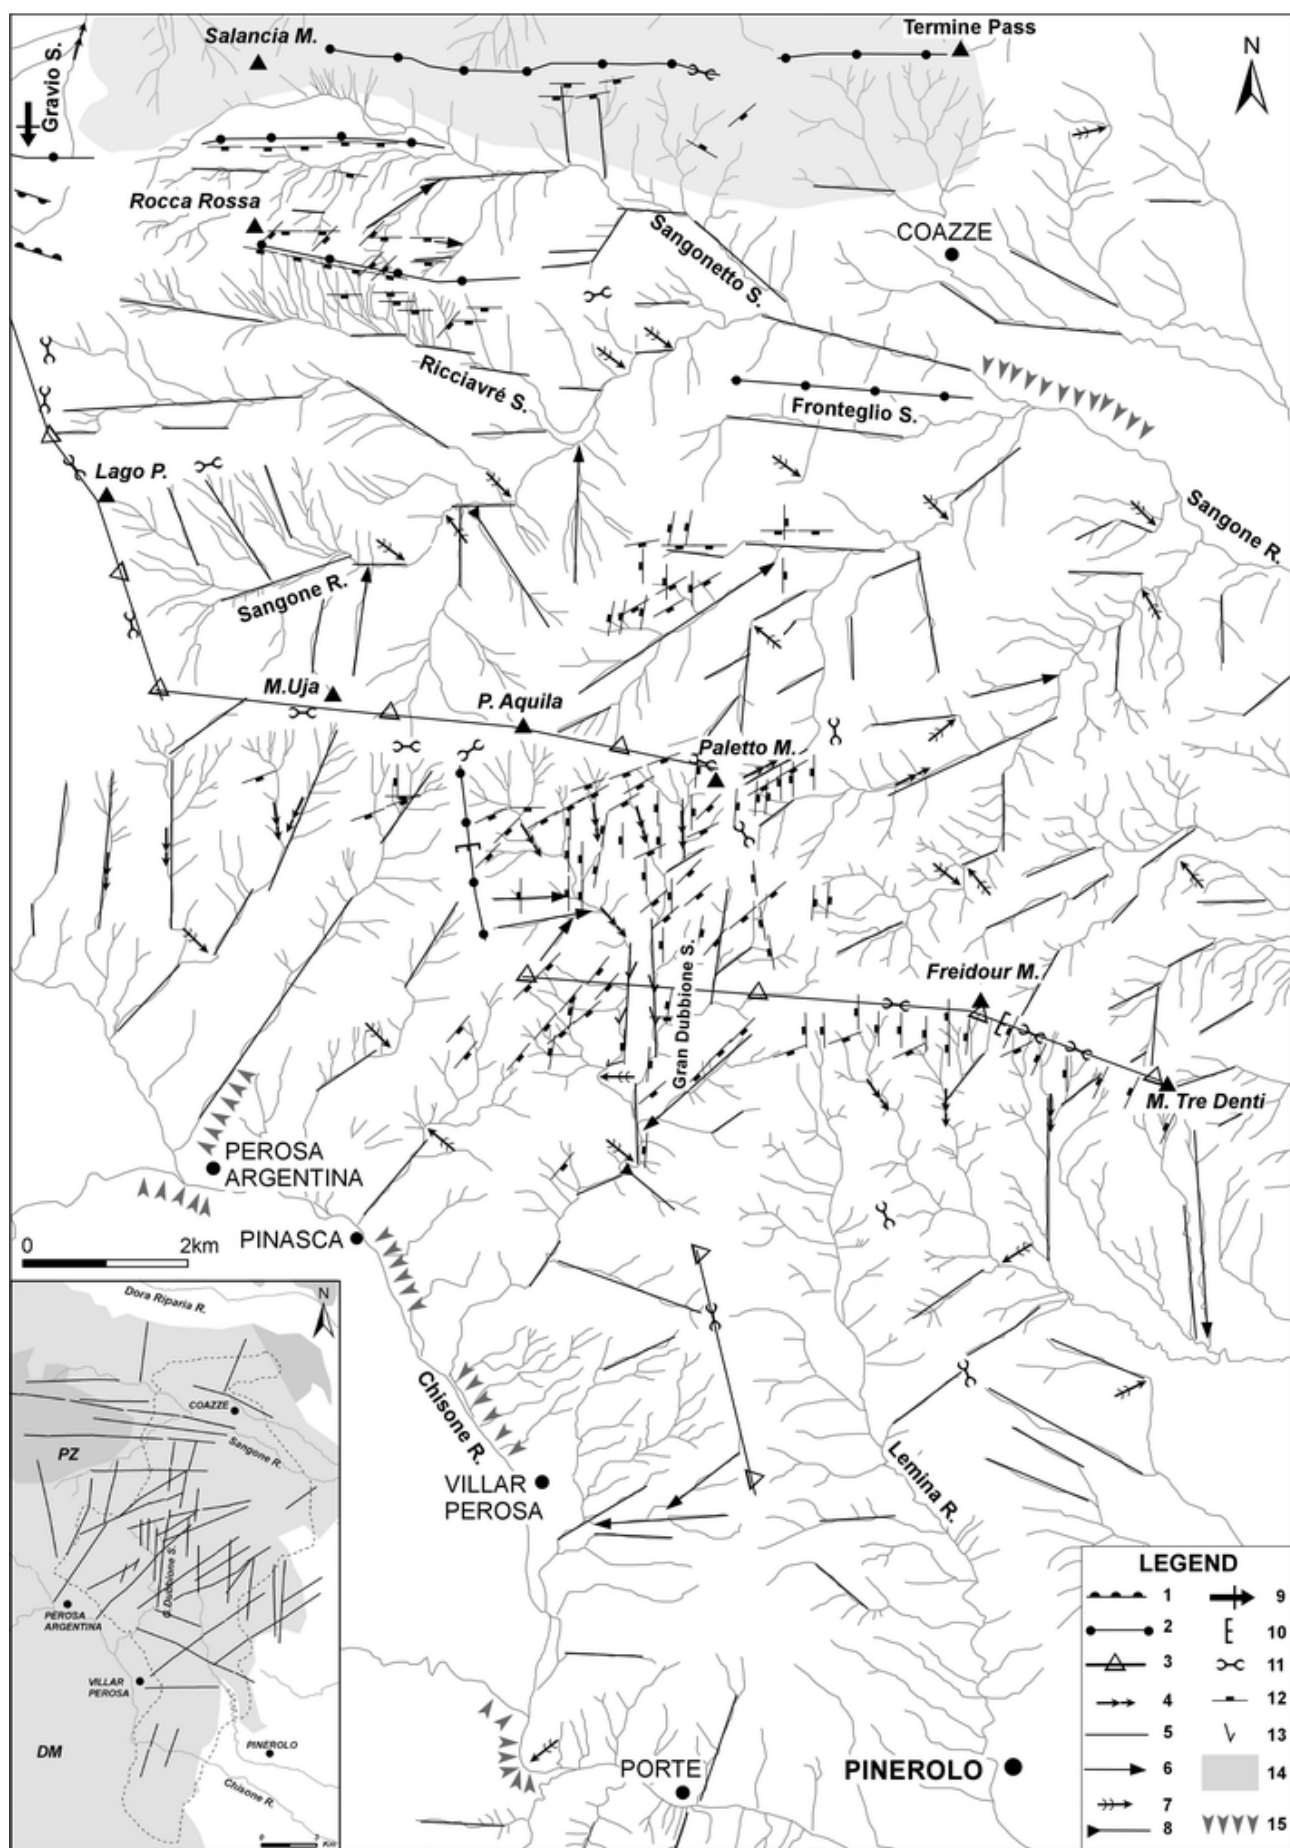 Salancia M.
Termine Pass
N
Gravio S.
Rocca Rossa
COAZZE
Sangonetto S.
Ricciavré S.
Fronteglio S.
Lago P.
Sangone R.
Sangone R.
M.Uja
P. Aquila
Paletto M.
Gran Dubbione S.
Freidour M.
M. Tre Denti
PEROSA
ARGENTINA
PINASCA
0 2km
Chisone R.
VILLAR
PEROSA
Lemina R.
PORTE
PINEROLO
Dora Riparia R.
N
COAZZE
Sangone R.
PZ
G.Dubbione S.
PEROSA
ARGENTINA
VILLAR
PEROSA
DM
PINEROLO
Chisone R.
LEGEND
1 9
2 10
3 11
4 12
5 13
6 14
7 15
8